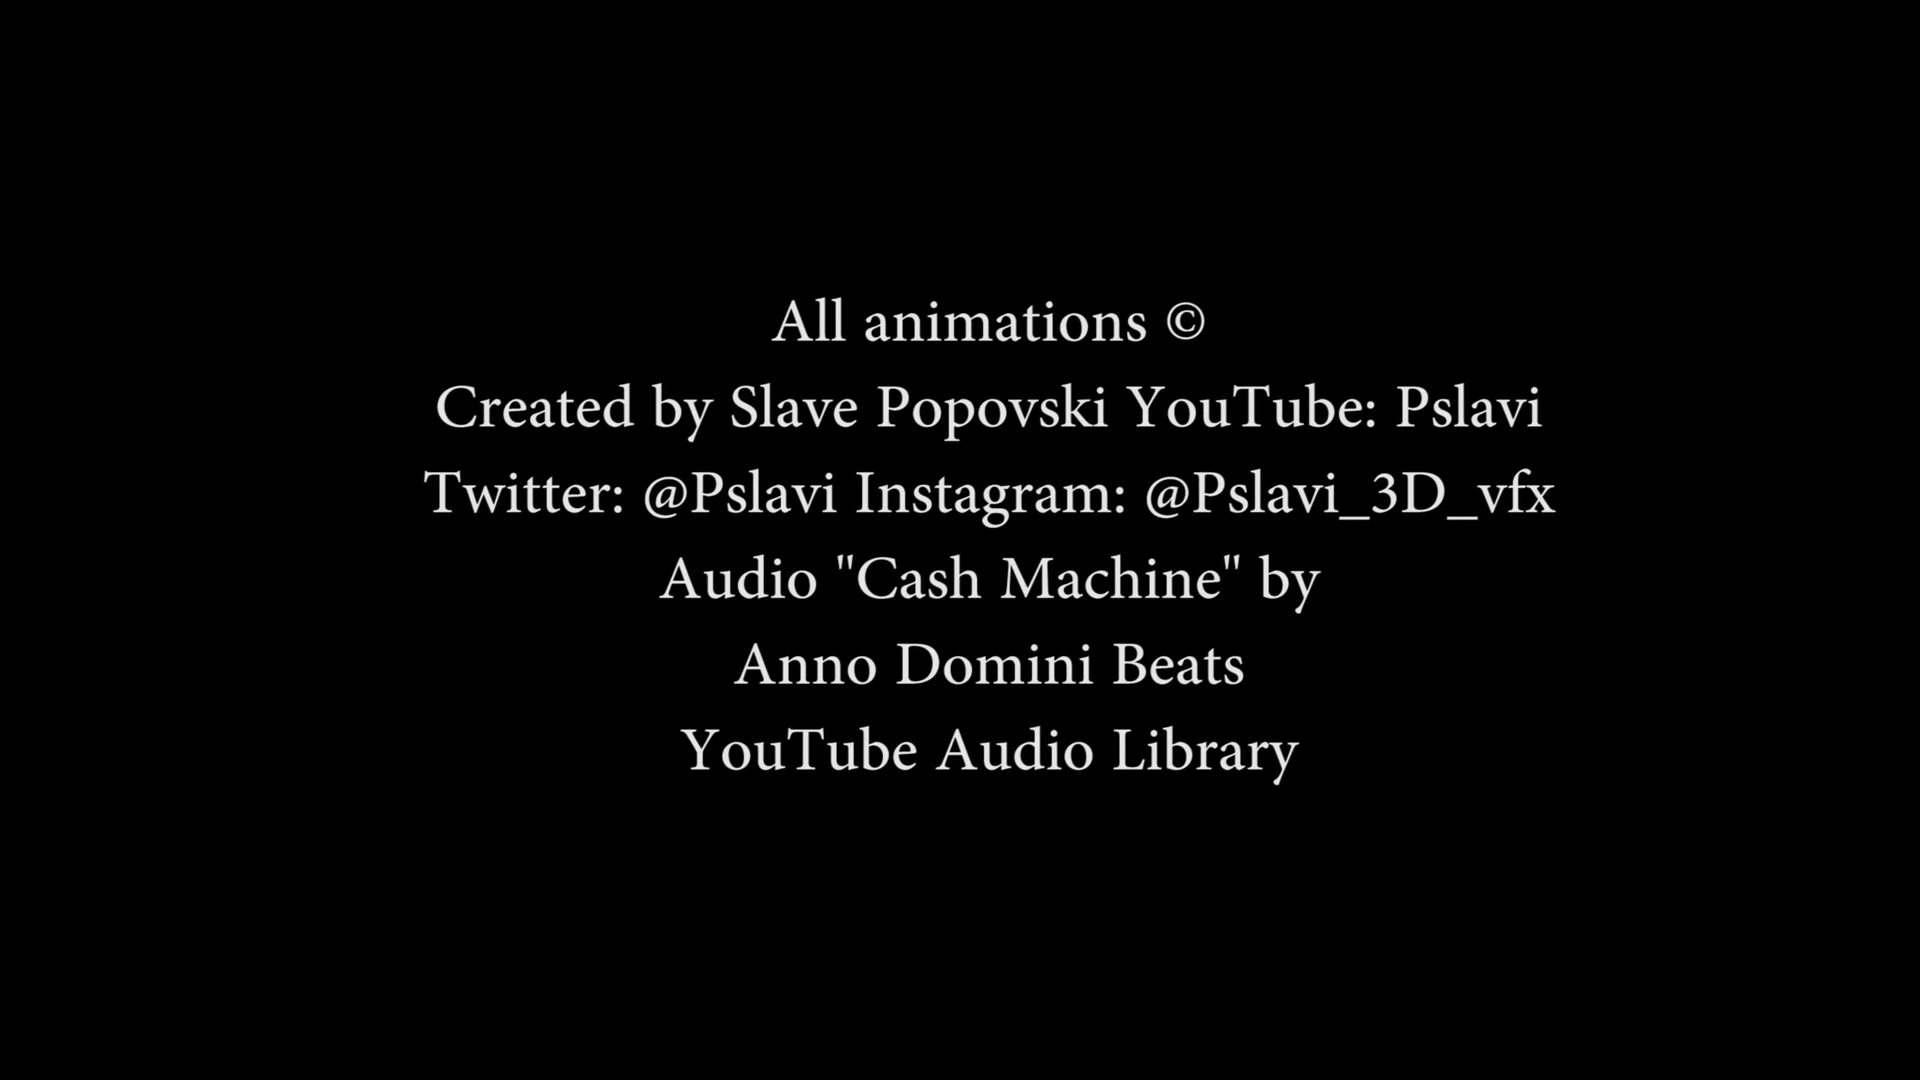 All animations ©
Created by Slave Popovski YouTube: Pslavi
Twitter: @Pslavi Instagram: @Pslavi_3D_vfx
Audio "Cash Machine" by
Anno Domini Beats
YouTube Audio Library